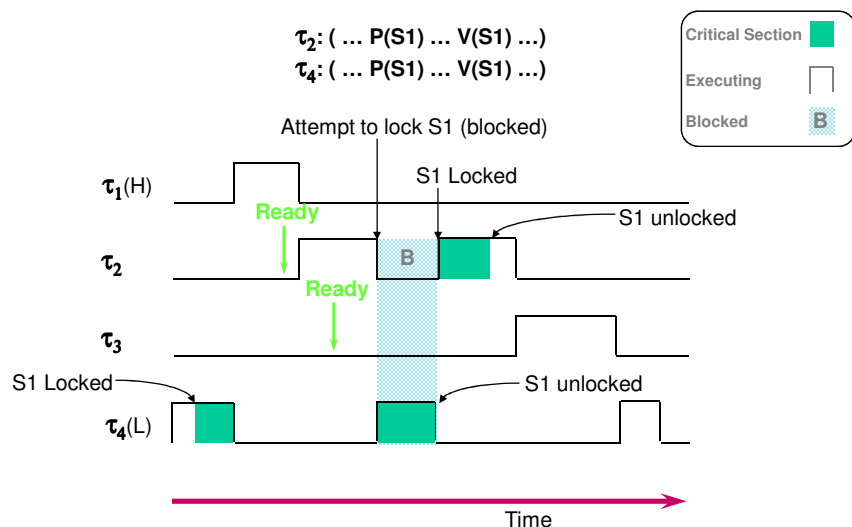 τ2: ( … P(S1) … V(S1) …)
τ4: ( … P(S1) … V(S1) …)
Critical Section
Executing
Blocked
B
Attempt to lock S1 (blocked)
τ1(H)
S1 Locked
Ready
S1 unlocked
τ2
B
Ready
τ3
S1 Locked
S1 unlocked
τ4(L)
Time